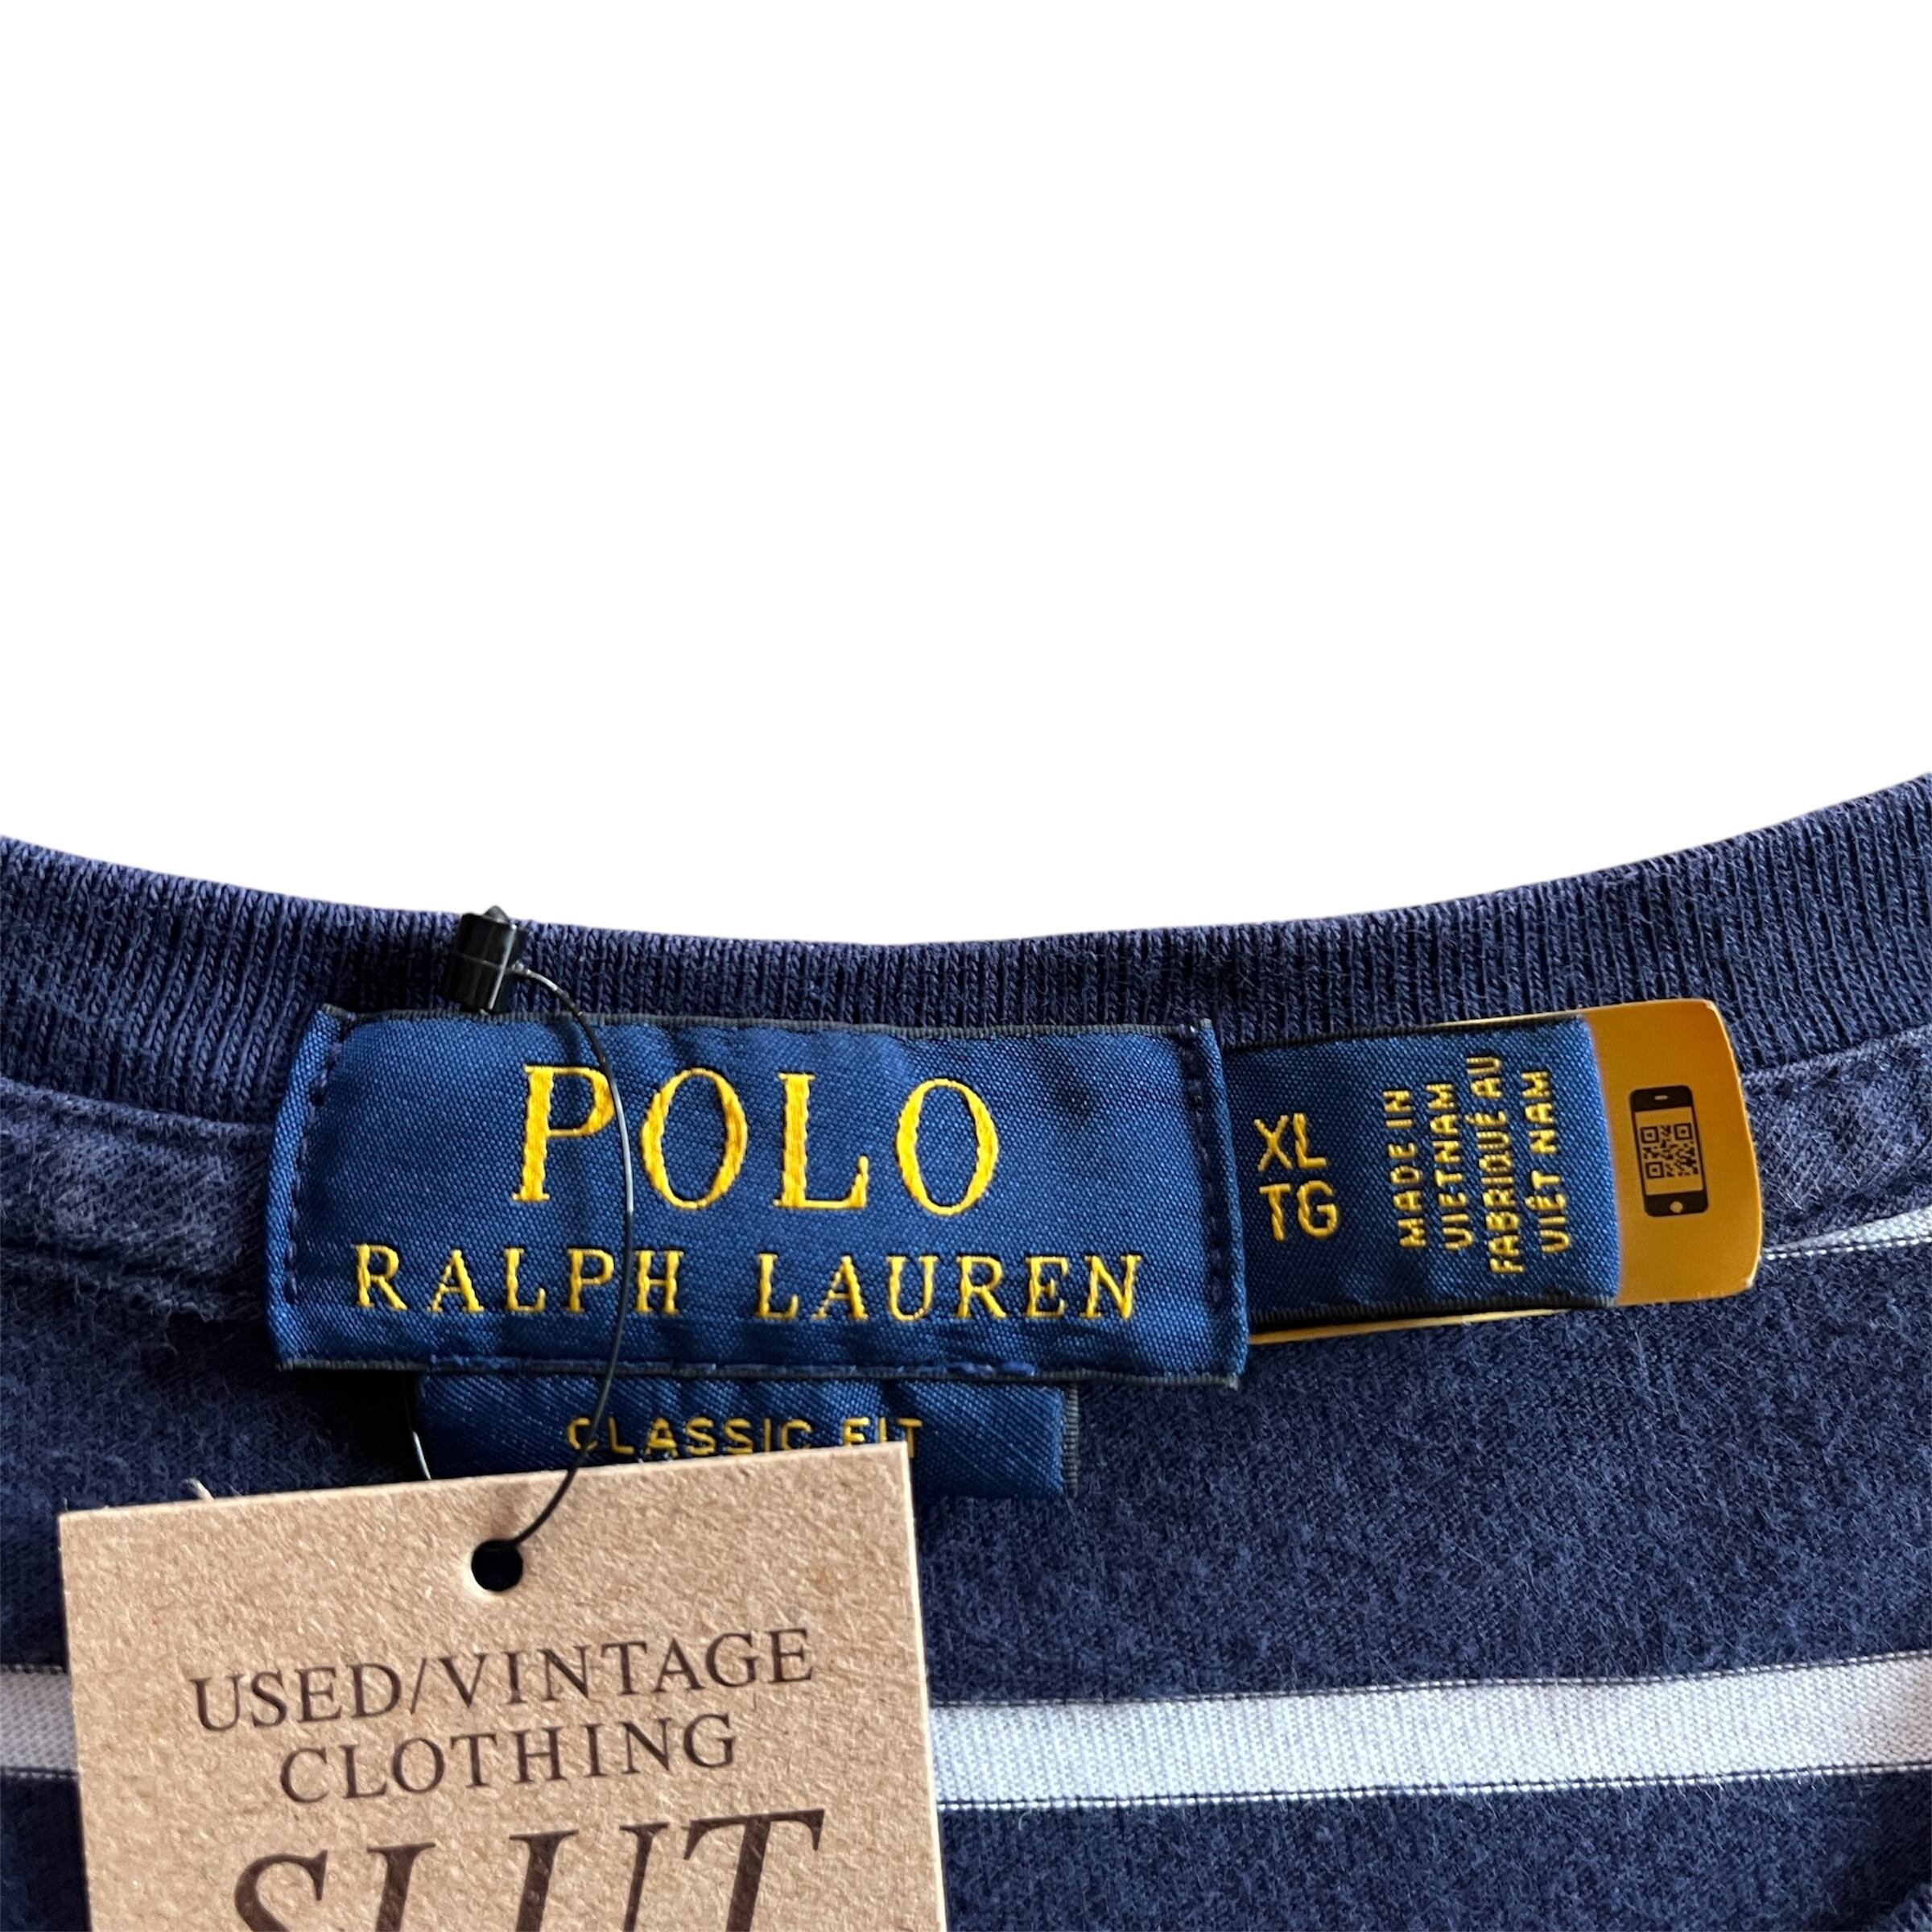 POLO
RALPH LAUREN
XL
TG
MADE IN
VIETNAM
FABRIQUÉ AU
VIÊT NAM
CLASSIC FIT
USED/VINTAGE
CLOTHING